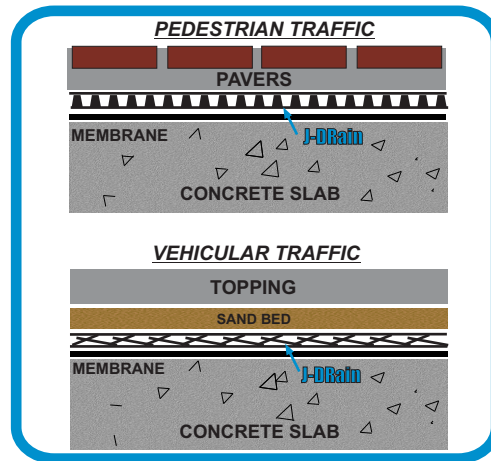 PEDESTRIAN TRAFFIC
PAVERS
MEMBRANE
J-DRain
CONCRETE SLAB
VEHICULAR TRAFFIC
TOPPING
SAND BED
MEMBRANE
J-DRain
CONCRETE SLAB